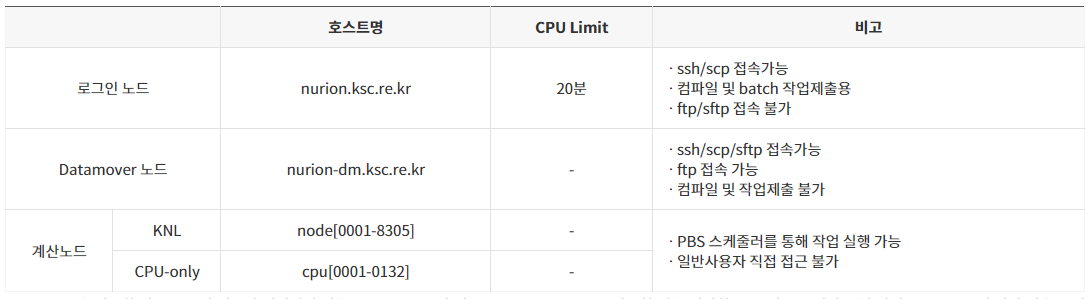 호스트명 CPU Limit 비고
로그인 노드 nurion.ksc.re.kr 20분
· ssh/scp 접속가능
· 컴파일 및 batch 작업제출용
· ftp/sftp 접속 불가
Datamover 노드 nurion-dm.ksc.re.kr -
· ssh/scp/sftp 접속가능
· ftp 접속 가능
· 컴파일 및 작업제출 불가
계산노드
KNL node[0001-8305] -
CPU-only cpu[0001-0132] -
· PBS 스케줄러를 통해 작업 실행 가능
· 일반사용자 직접 접근 불가